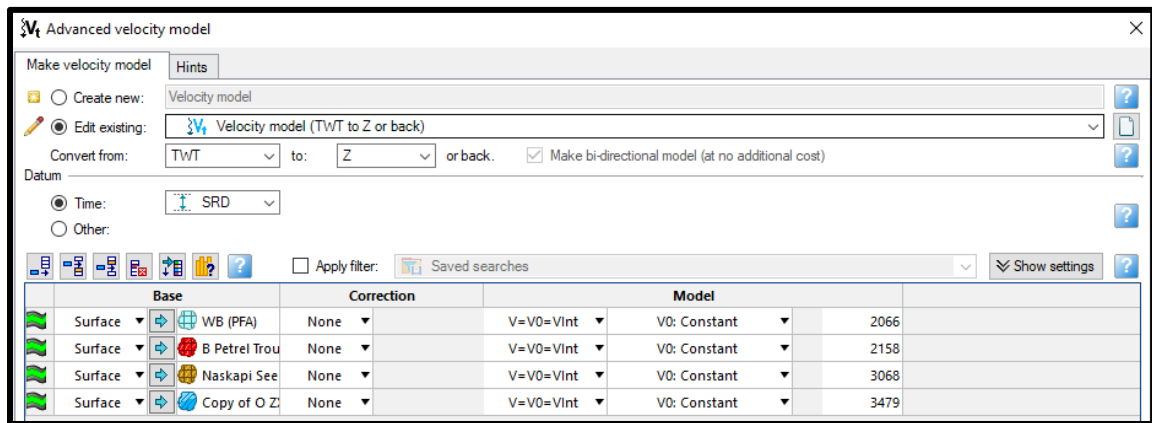 Advanced velocity model
Make velocity model Hints
Create new: Velocity model
Edit existing: Velocity model (TWT to Z or back)
Convert from: TWT to: Z or back. Make bi-directional model (at no additional cost)
Datum
Time: SRD
Other:
Apply filter: Saved searches Show settings
Base Correction Model
Surface WB (PFA) None V=V0=VInt V0: Constant 2066
Surface B Petrel Trou None V=V0=VInt V0: Constant 2158
Surface Naskapi See None V=V0=VInt V0: Constant 3068
Surface Copy of O Z None V=V0=VInt V0: Constant 3479